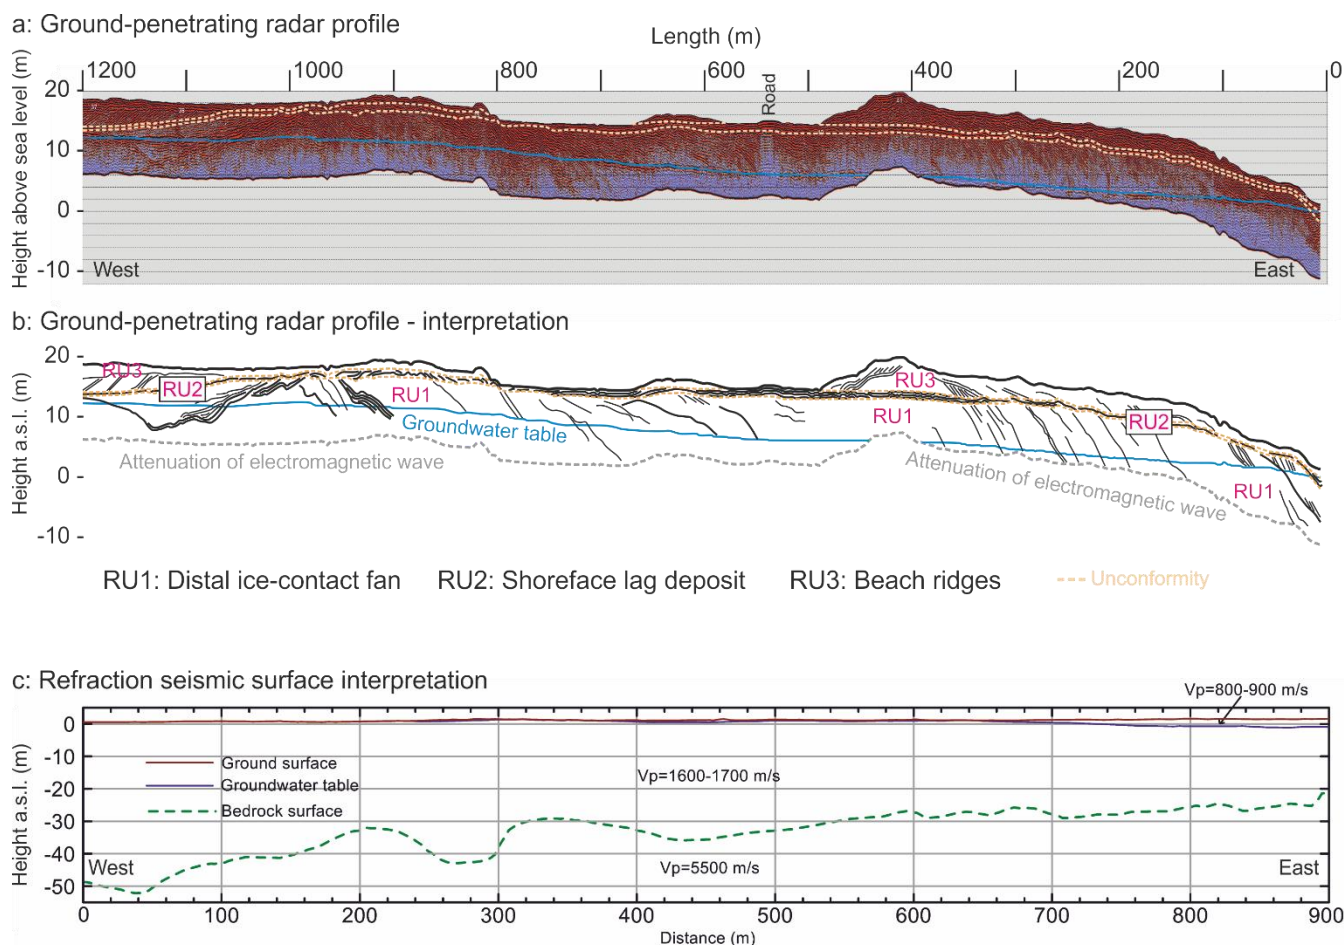 a: Ground-penetrating radar profile
Length (m)
1200 1000 800 600 400 200 0
Road
Height above sea level (m)
20
10
0
-10
West East
b: Ground-penetrating radar profile - interpretation
Height a.s.l. (m)
20
10
0
-10
RU3
RU2
RU1
RU3
RU1
RU2
RU1
Groundwater table
Attenuation of electromagnetic wave
Attenuation of electromagnetic wave
RU1: Distal ice-contact fan RU2: Shoreface lag deposit RU3: Beach ridges Unconformity
c: Refraction seismic surface interpretation
Vp=800-900 m/s
Height a.s.l. (m)
0
-10
-20
-30
-40
-50
Ground surface
Groundwater table
Bedrock surface
Vp=1600-1700 m/s
Vp=5500 m/s
West East
0 100 200 300 400 500 600 700 800 900
Distance (m)